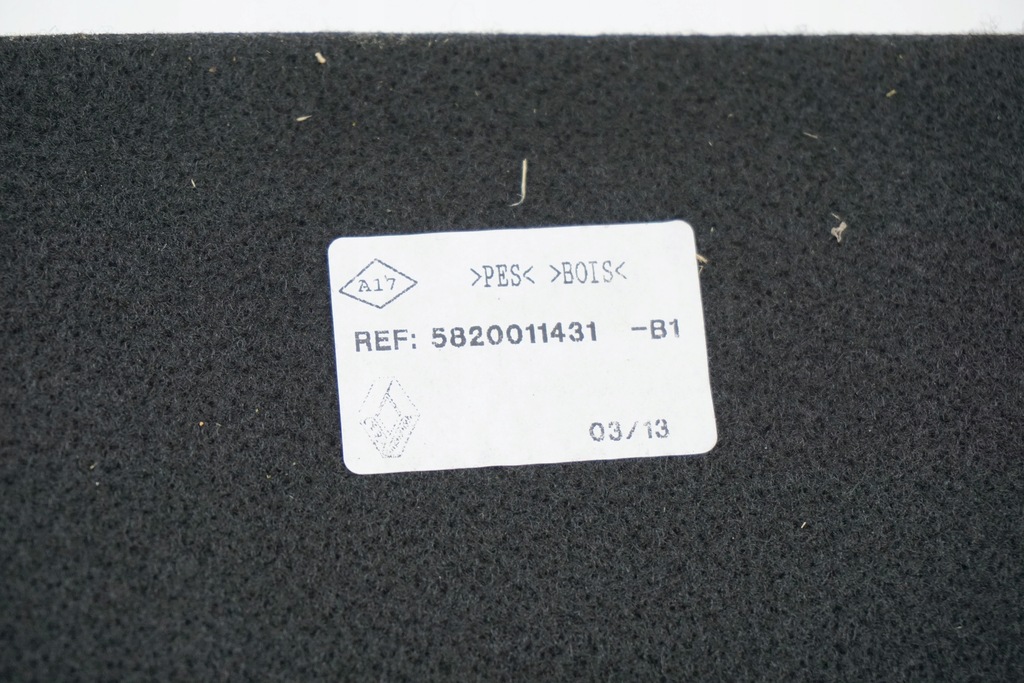 A17 >PES< >BOIS<
REF: 5820011431 -B1
03/13